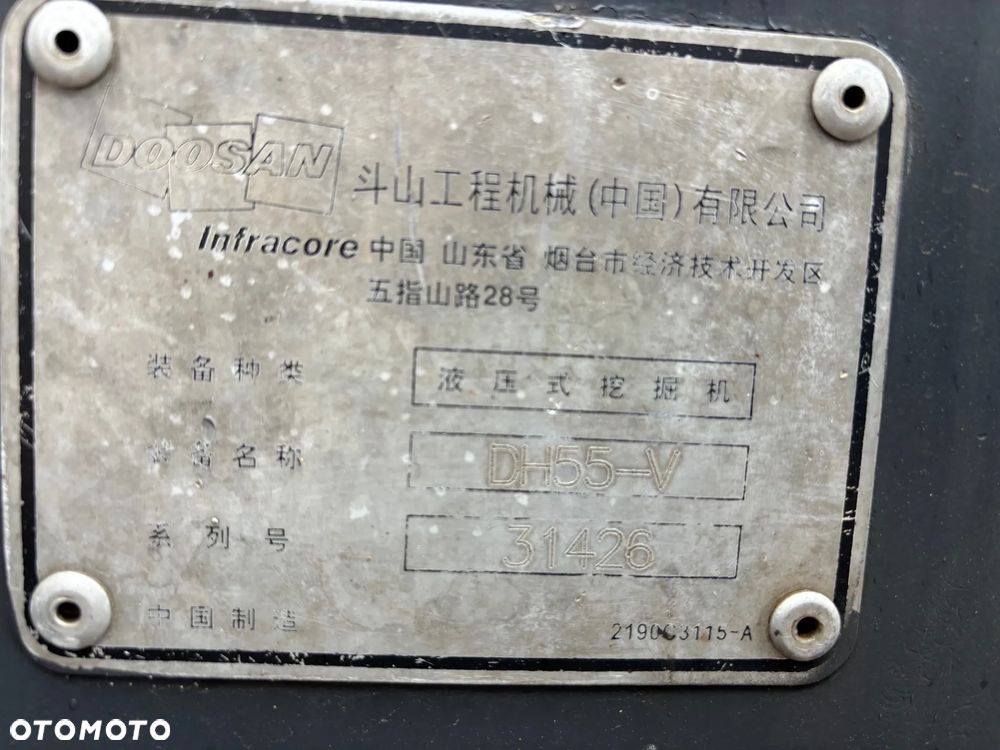 DOOSAN
斗山工程机械(中国)有限公司
Infracore 中国 山东省 烟台市经济技术开发区
五指山路28号
装备种类 液压式挖掘机
装备名称 DH55-V
系列号 31426
中国制造 2190C3115-A
OTOMOTO